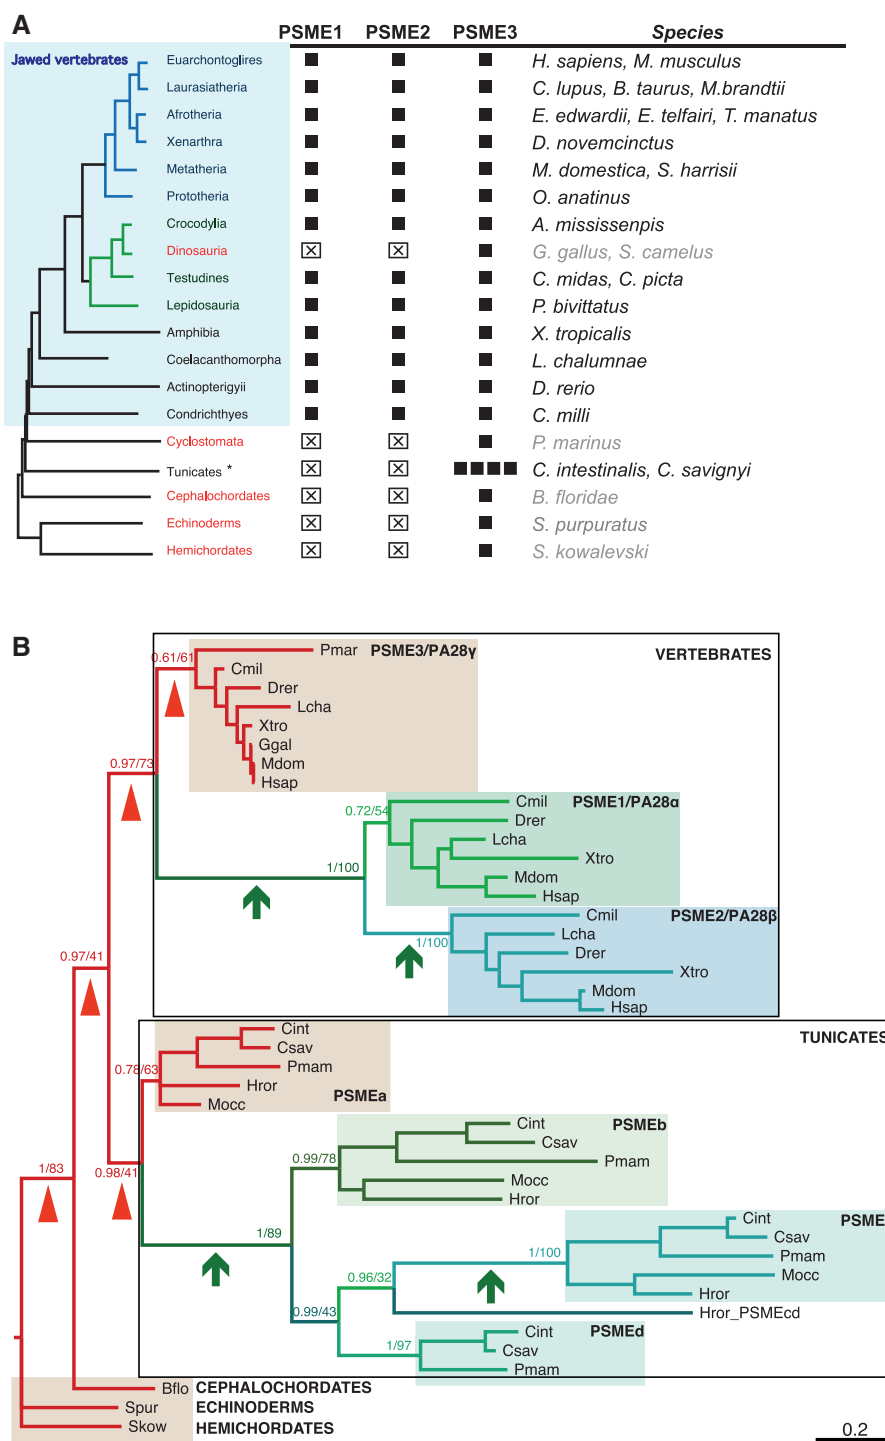 A
PSME1 PSME2 PSME3 Species
Jawed vertebrates
Euarchontoglires H. sapiens, M. musculus
Laurasiatheria C. lupus, B. taurus, M.brandtii
Afrotheria E. edwardii, E. telfairi, T. manatus
Xenarthra D. novemcinctus
Metatheria M. domestica, S. harrisii
Prototheria O. anatinus
Crocodylia A. mississenpis
Dinosauria G. gallus, S. camelus
Testudines C. midas, C. picta
Lepidosauria P. bivittatus
Amphibia X. tropicalis
Coelacanthomorpha L. chalumnae
Actinopterigyii D. rerio
Condrichthyes C. milli
Cyclostomata P. marinus
Tunicates * C. intestinalis, C. savignyi
Cephalochordates B. floridae
Echinoderms S. purpuratus
Hemichordates S. kowalevski
B
VERTEBRATES
PSME3/PA28γ
0.61/61
Pmar
Cmil
Drer
Lcha
Xtro
Ggal
Mdom
Hsap
0.97/73
PSME1/PA28α
0.72/54
Cmil
Drer
Lcha
Xtro
Mdom
Hsap
1/100
PSME2/PA28β
1/100
Cmil
Lcha
Drer
Xtro
Mdom
Hsap
0.97/41
TUNICATES
0.78/63
Cint
Csav
Pmam
Hror
Mocc
PSMEa
0.98/41
1/83
PSMEb
0.99/78
Cint
Csav
Pmam
Mocc
Hror
1/89
PSME
1/100
Cint
Csav
Pmam
Mocc
Hror
0.96/32
Hror_PSMEcd
0.99/43
PSMEd
1/97
Cint
Csav
Pmam
Bflo CEPHALOCHORDATES
Spur ECHINODERMS
Skow HEMICHORDATES
0.2